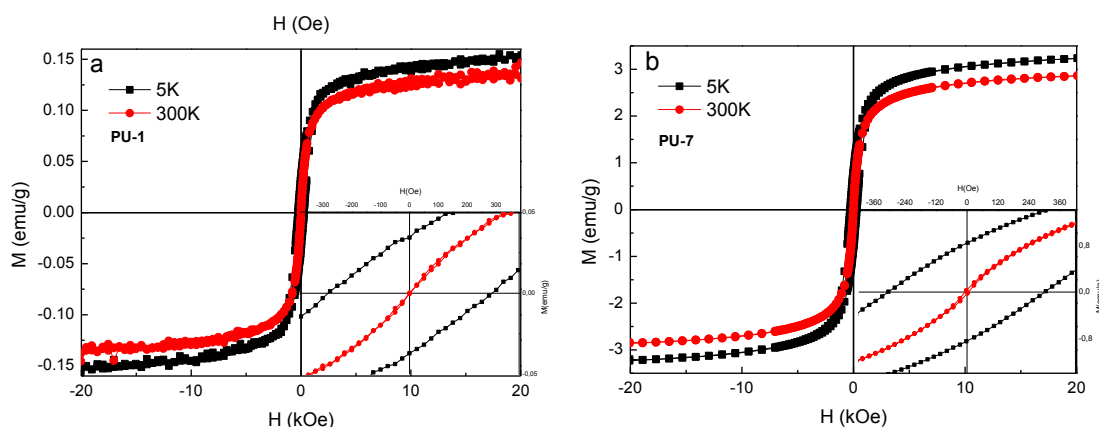 H (Oe)
a
5K
300K
PU-1
M (emu/g)
0.15
0.10
0.05
0.00
-0.05
-0.10
-0.15
-20 -10 0 10 20
H (kOe)
H(Oe)
-300 -200 -100 0 100 200 300
0,05
0,00
-0,05
M(emu/g)
b
5K
300K
PU-7
M (emu/g)
3
2
1
0
-1
-2
-3
-20 -10 0 10 20
H (kOe)
H(Oe)
-360 -240 -120 0 120 240 360
0,8
0,0
-0,8